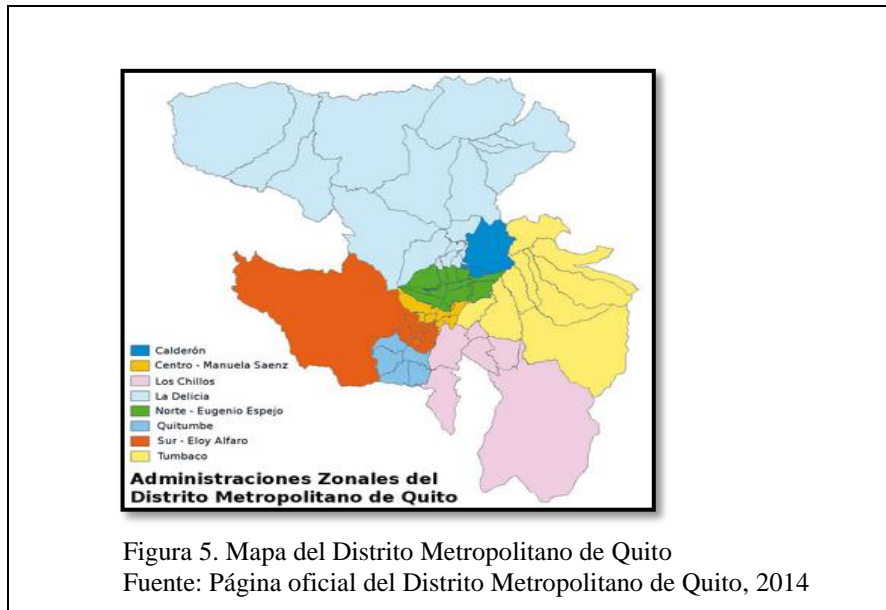 Calderón
Centro - Manuela Saenz
Los Chillos
La Delicia
Norte - Eugenio Espejo
Quitumbe
Sur - Eloy Alfaro
Tumbaco
Administraciones Zonales del
Distrito Metropolitano de Quito
Figura 5. Mapa del Distrito Metropolitano de Quito
Fuente: Página oficial del Distrito Metropolitano de Quito, 2014